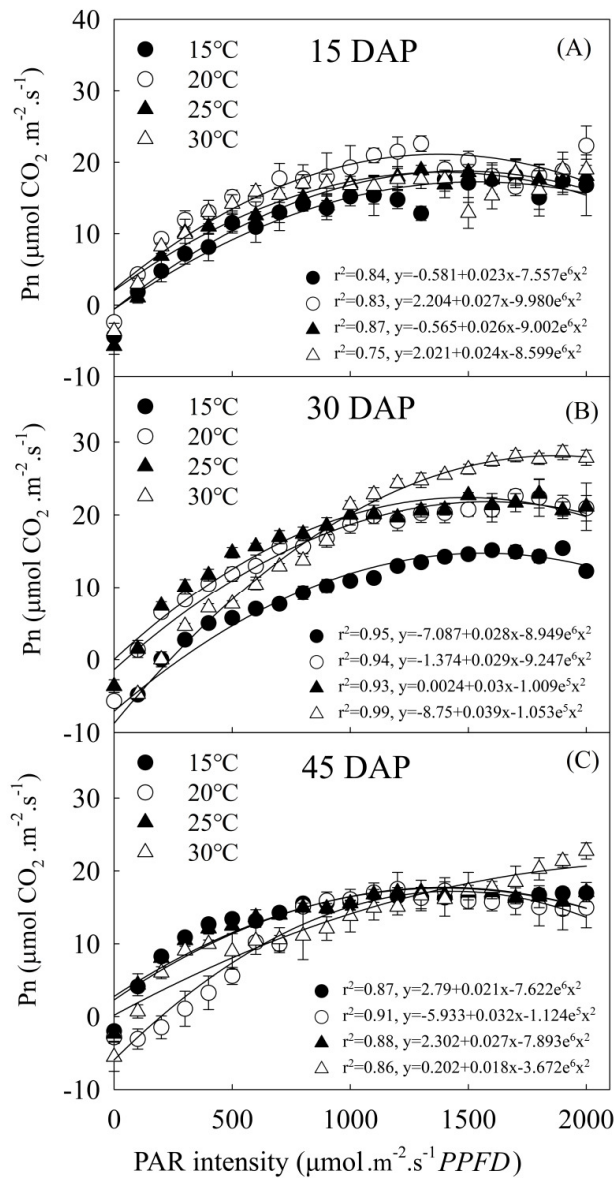 40
15°C
15 DAP
(A)
20°C
30
25°C
30°C
20
10
Pn (μmol CO₂ .m⁻².s⁻¹)
r²=0.84, y=-0.581+0.023x-7.557e⁶x²
0
r²=0.83, y=2.204+0.027x-9.980e⁶x²
r²=0.87, y=-0.565+0.026x-9.002e⁶x²
r²=0.75, y=2.021+0.024x-8.599e⁶x²
-10
15°C
30 DAP
(B)
20°C
30
25°C
30°C
20
10
Pn (μmol CO₂ .m⁻².s⁻¹)
r²=0.95, y=-7.087+0.028x-8.949e⁶x²
0
r²=0.94, y=-1.374+0.029x-9.247e⁶x²
r²=0.93, y=0.0024+0.03x-1.009e⁵x²
r²=0.99, y=-8.75+0.039x-1.053e⁵x²
-10
15°C
45 DAP
(C)
20°C
30
25°C
30°C
20
10
Pn (μmol CO₂ .m⁻².s⁻¹)
r²=0.87, y=2.79+0.021x-7.622e⁶x²
0
r²=0.91, y=-5.933+0.032x-1.124e⁵x²
r²=0.88, y=2.302+0.027x-7.893e⁶x²
r²=0.86, y=0.202+0.018x-3.672e⁶x²
-10
0 500 1000 1500 2000
PAR intensity (μmol .m⁻².s⁻¹ PPFD)